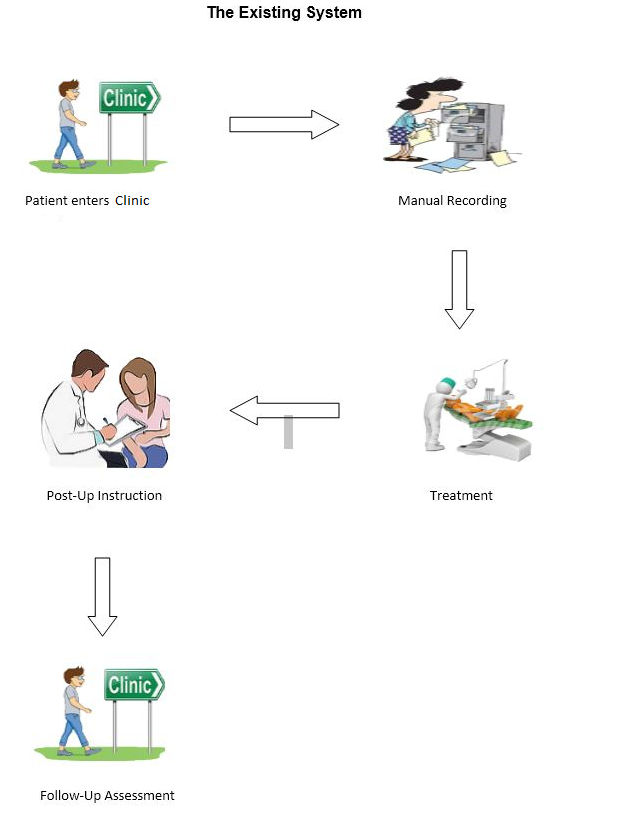 The Existing System
Clinic
Patient enters Clinic
Manual Recording
Post-Up Instruction
Treatment
Clinic
Follow-Up Assessment